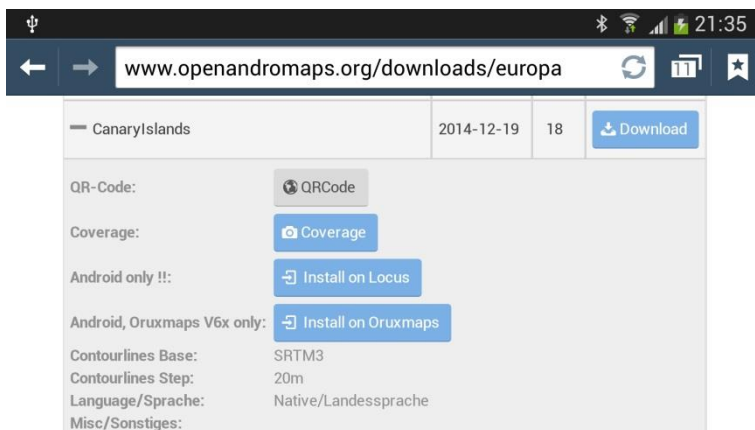 21:35
www.openandromaps.org/downloads/europa
11
CanaryIslands 2014-12-19 18 Download
QR-Code: QRCode
Coverage: Coverage
Android only !!: Install on Locus
Android, Oruxmaps V6x only: Install on Oruxmaps
Contourlines Base: SRTM3
Contourlines Step: 20m
Language/Sprache: Native/Landessprache
Misc/Sonstiges: